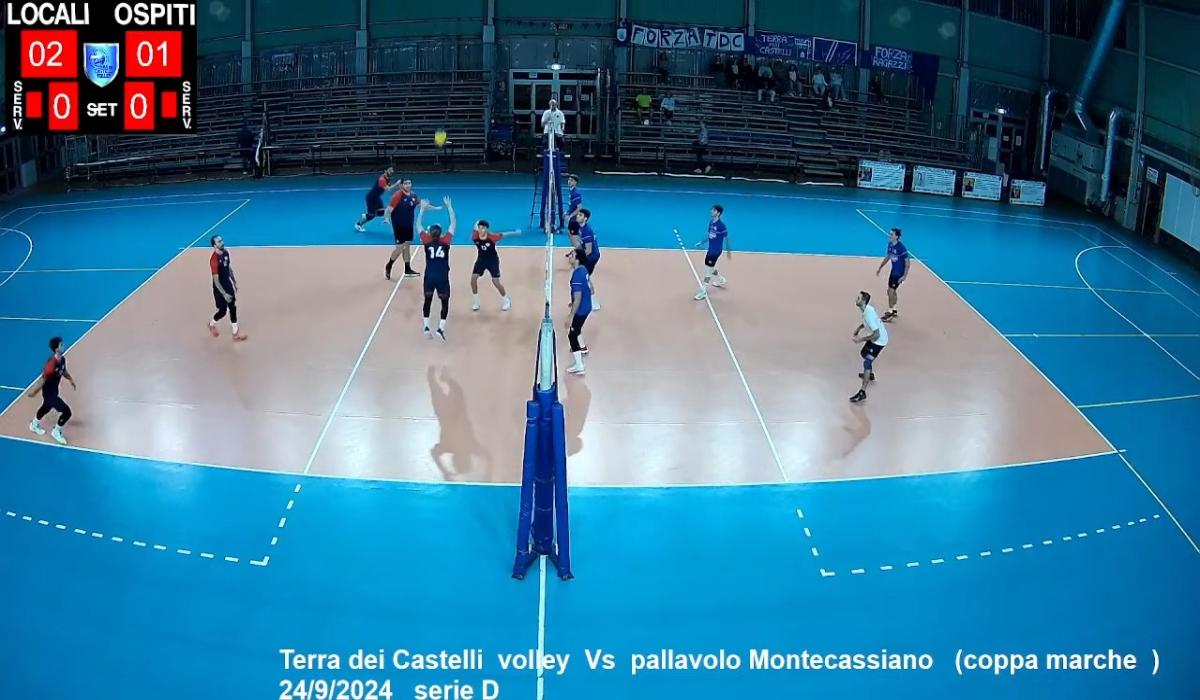 LOCALI OSPITI
02 01
SERV. 0 SET 0 SERV.
FORZA TDC
TERRA
CASTELLI
FORZA
RAGAZZI
14
Terra dei Castelli volley Vs pallavolo Montecassiano (coppa marche )
24/9/2024 serie D